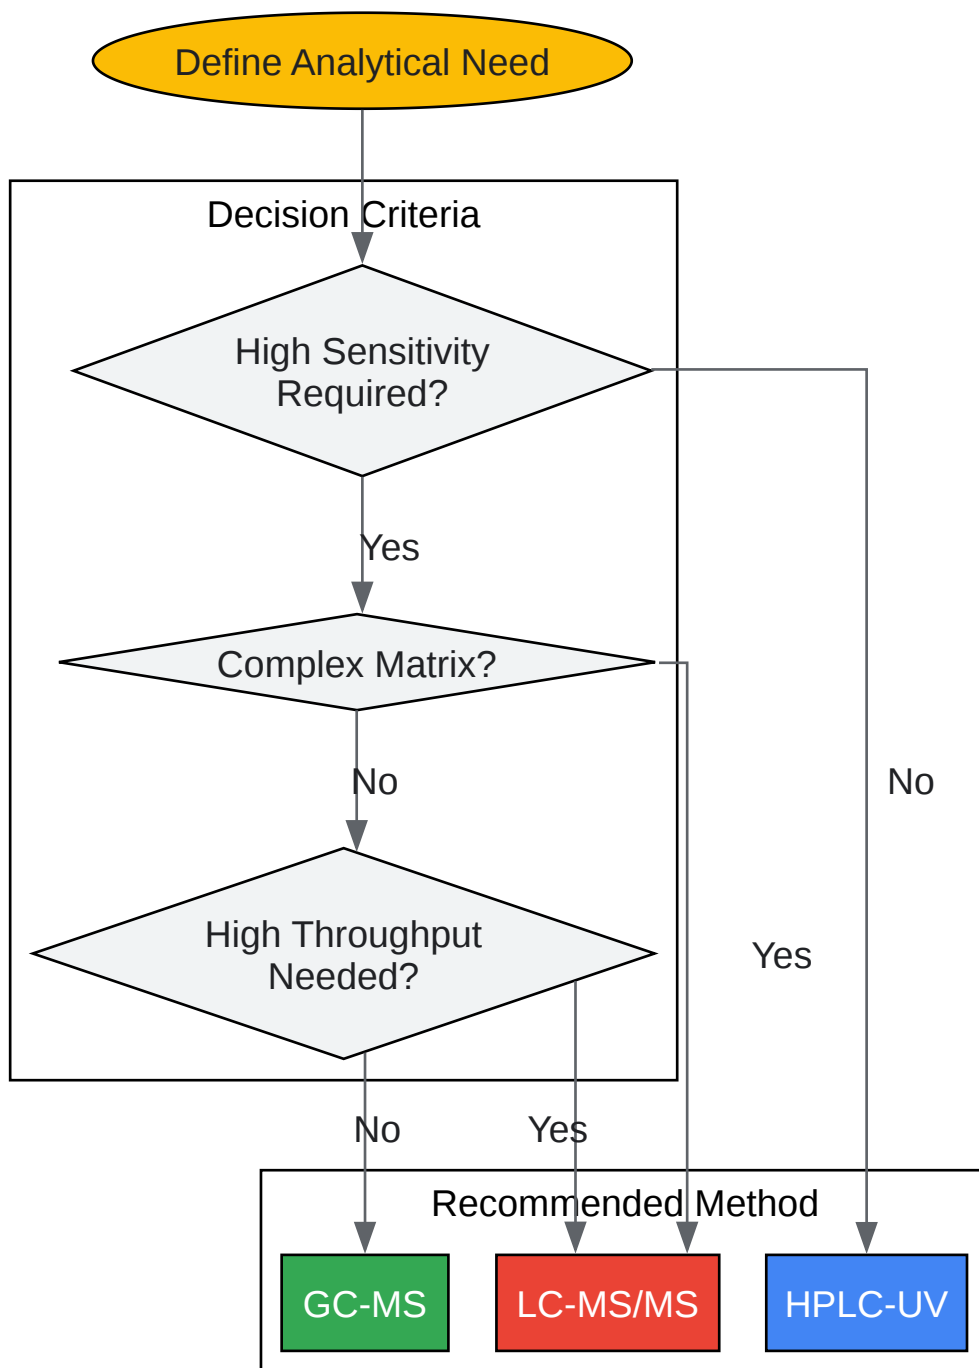 Define Analytical Need
Decision Criteria
High Sensitivity
Required?
Yes
Complex Matrix?
No
No
High Throughput
Needed?
Yes
No
Yes
Recommended Method
GC-MS
LC-MS/MS
HPLC-UV